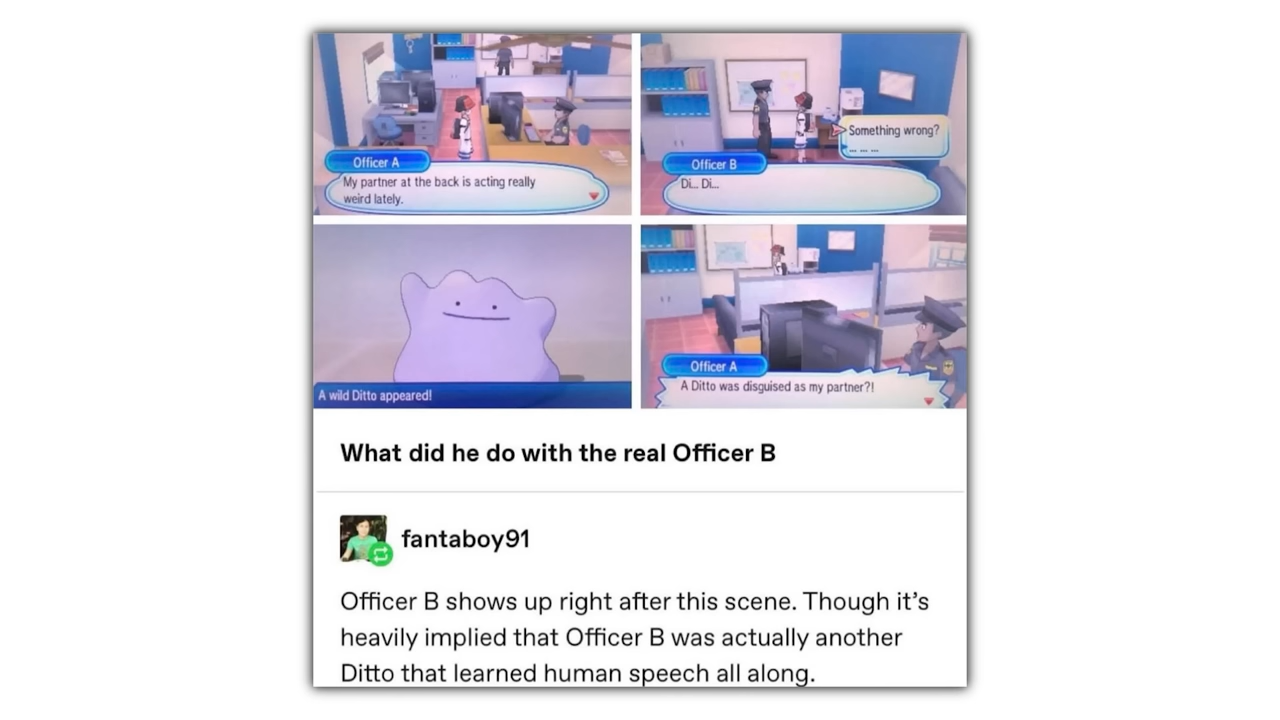 Officer A
My partner at the back is acting really
weird lately.
Something wrong?
... ... ...
Officer B
Di... Di...
A wild Ditto appeared!
Officer A
A Ditto was disguised as my partner?!
What did he do with the real Officer B
fantaboy91
Officer B shows up right after this scene. Though it’s
heavily implied that Officer B was actually another
Ditto that learned human speech all along.